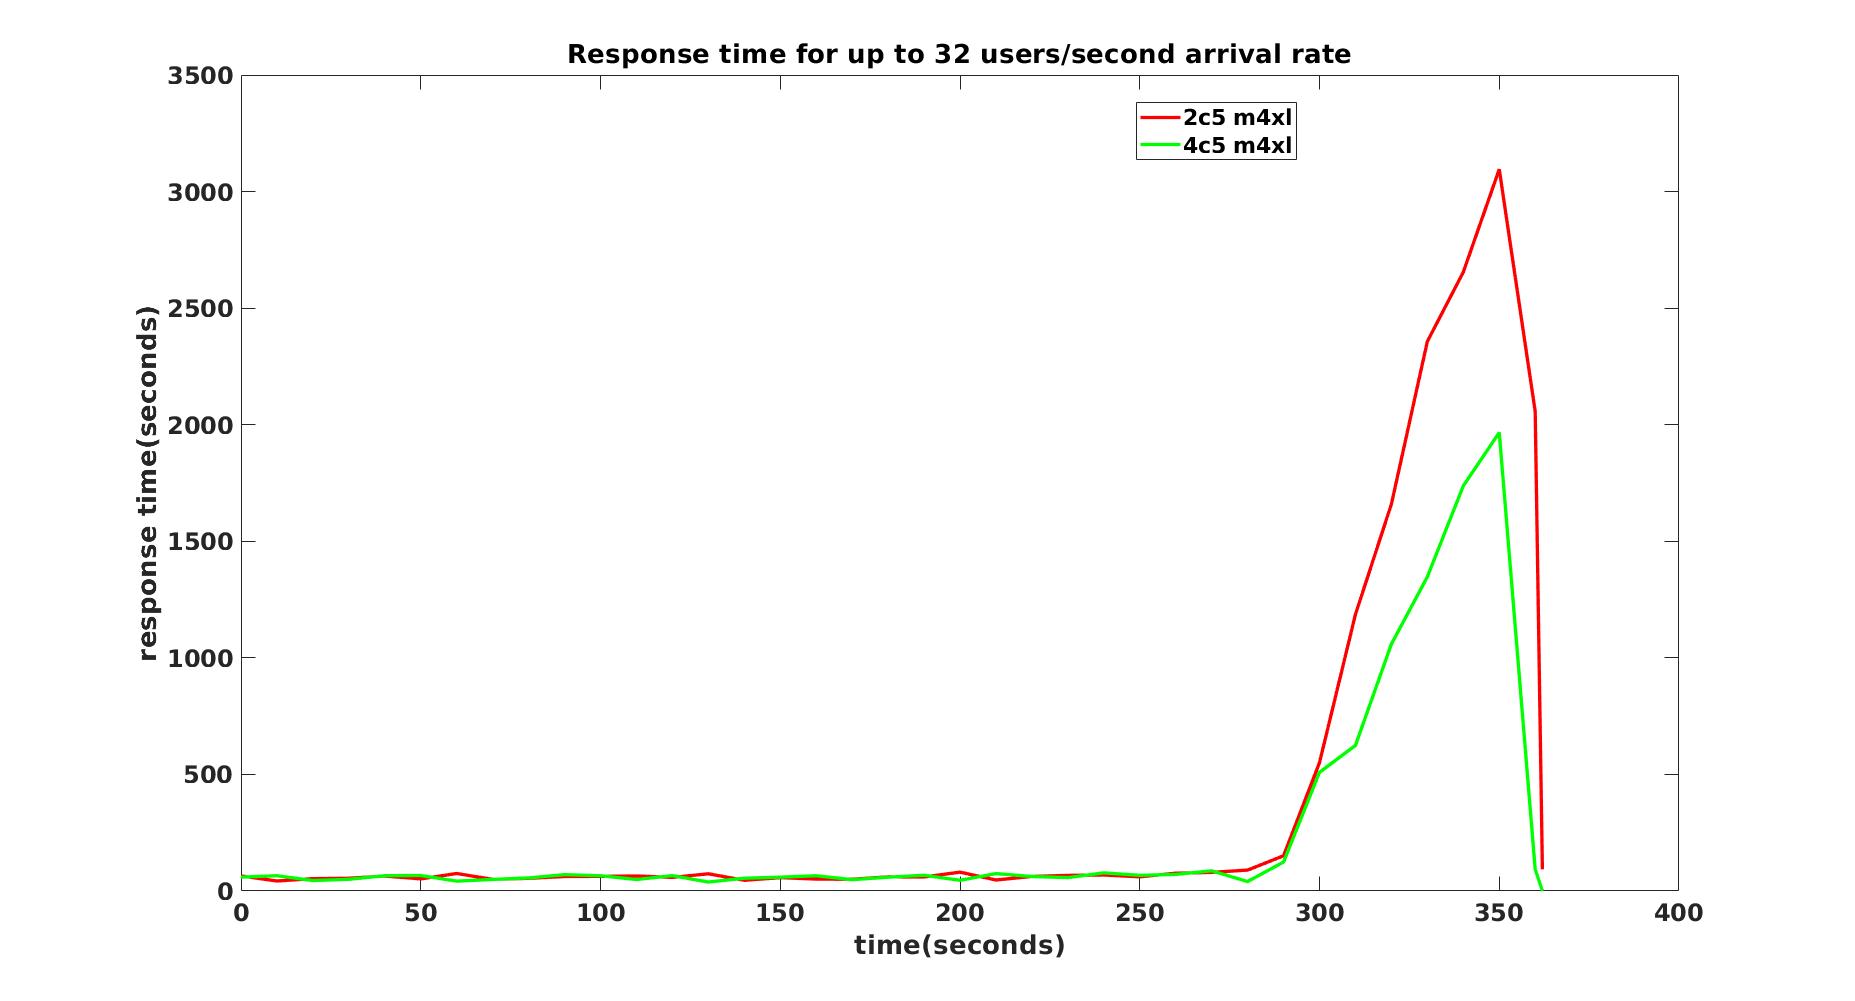 Response time for up to 32 users/second arrival rate
2c5 m4xl
4c5 m4xl
response time(seconds)
3500
3000
2500
2000
1500
1000
500
0
0 50 100 150 200 250 300 350 400
time(seconds)